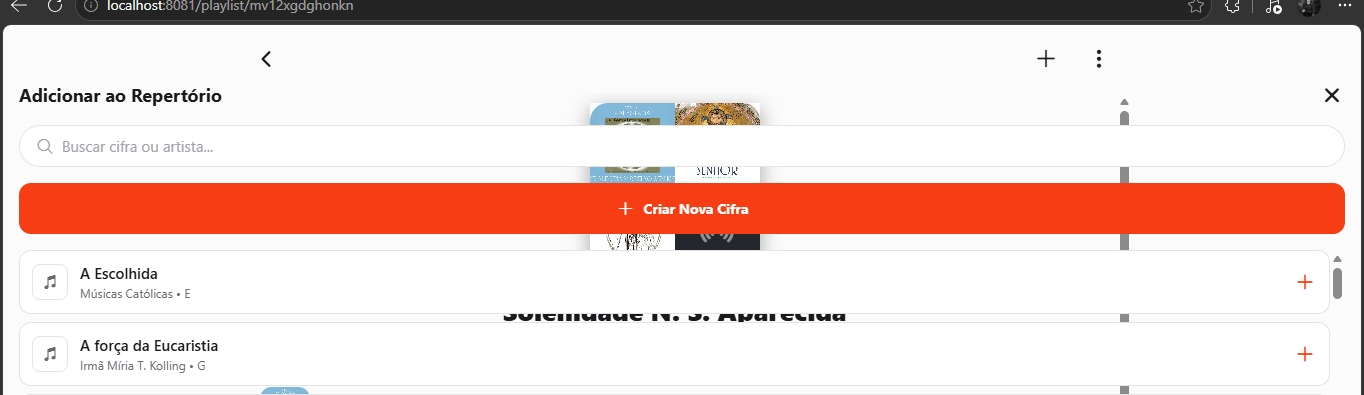 localhost:8081/playlist/mv12xgdghonkn
Adicionar ao Repertório
Buscar cifra ou artista...
SENHOR
Criar Nova Cifra
A Escolhida
Músicas Católicas • E
Solenidade N. S. Aparecida
A força da Eucaristia
Irmã Míria T. Kolling • G